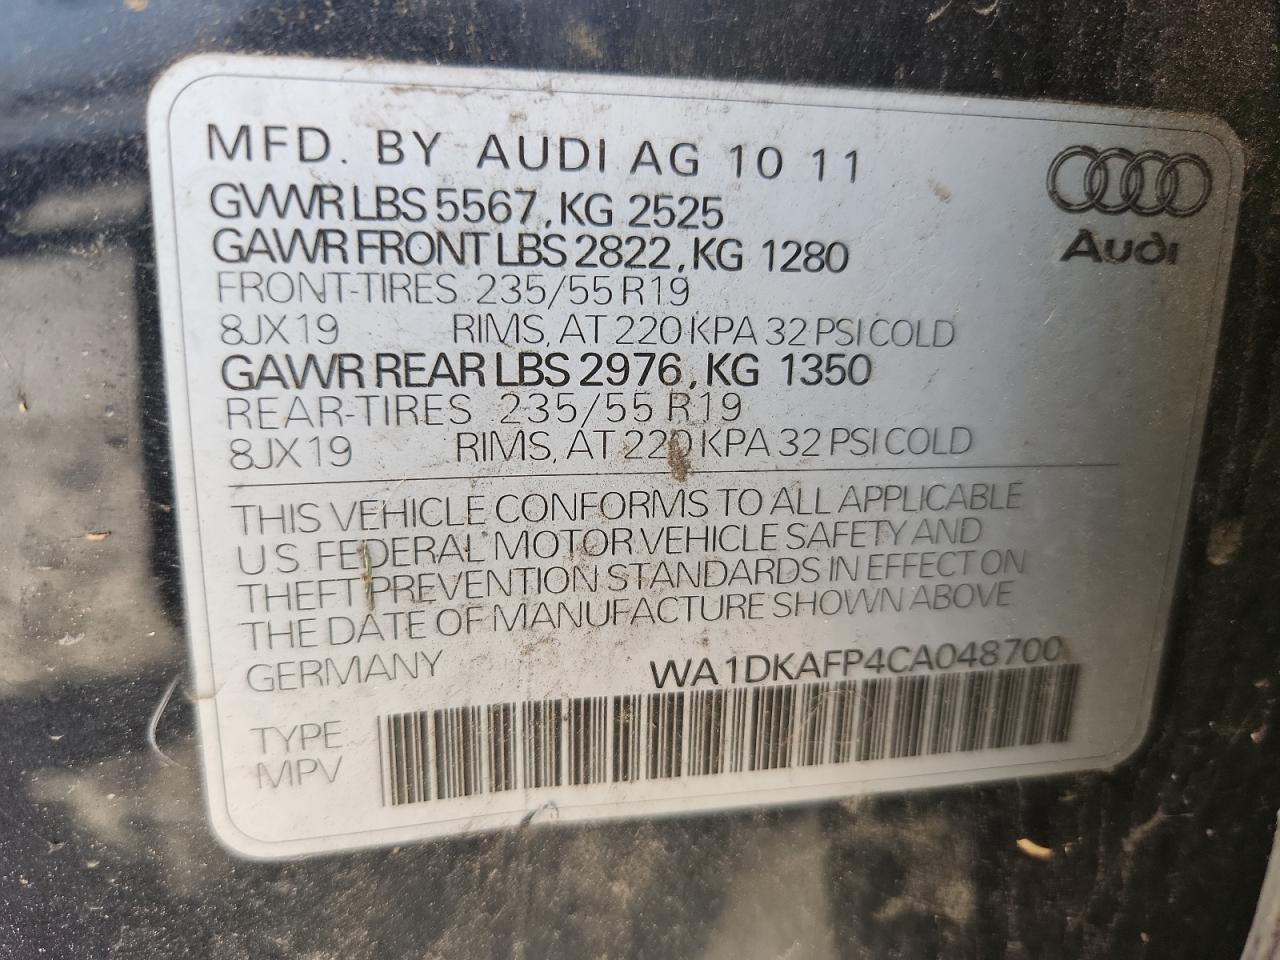 MFD. BY AUDI AG 10 11
GVWR LBS 5567, KG 2525
GAWR FRONT LBS 2822, KG 1280
FRONT-TIRES 235/55 R19
8JX19 RIMS, AT 220 KPA 32 PSI COLD
GAWR REAR LBS 2976, KG 1350
REAR-TIRES 235/55 R19
8JX19 RIMS, AT 220 KPA 32 PSI COLD
Audi
THIS VEHICLE CONFORMS TO ALL APPLICABLE
U.S. FEDERAL MOTOR VEHICLE SAFETY AND
THEFT PREVENTION STANDARDS IN EFFECT ON
THE DATE OF MANUFACTURE SHOWN ABOVE
GERMANY WA1DKAFP4CA048700
TYPE
MPV